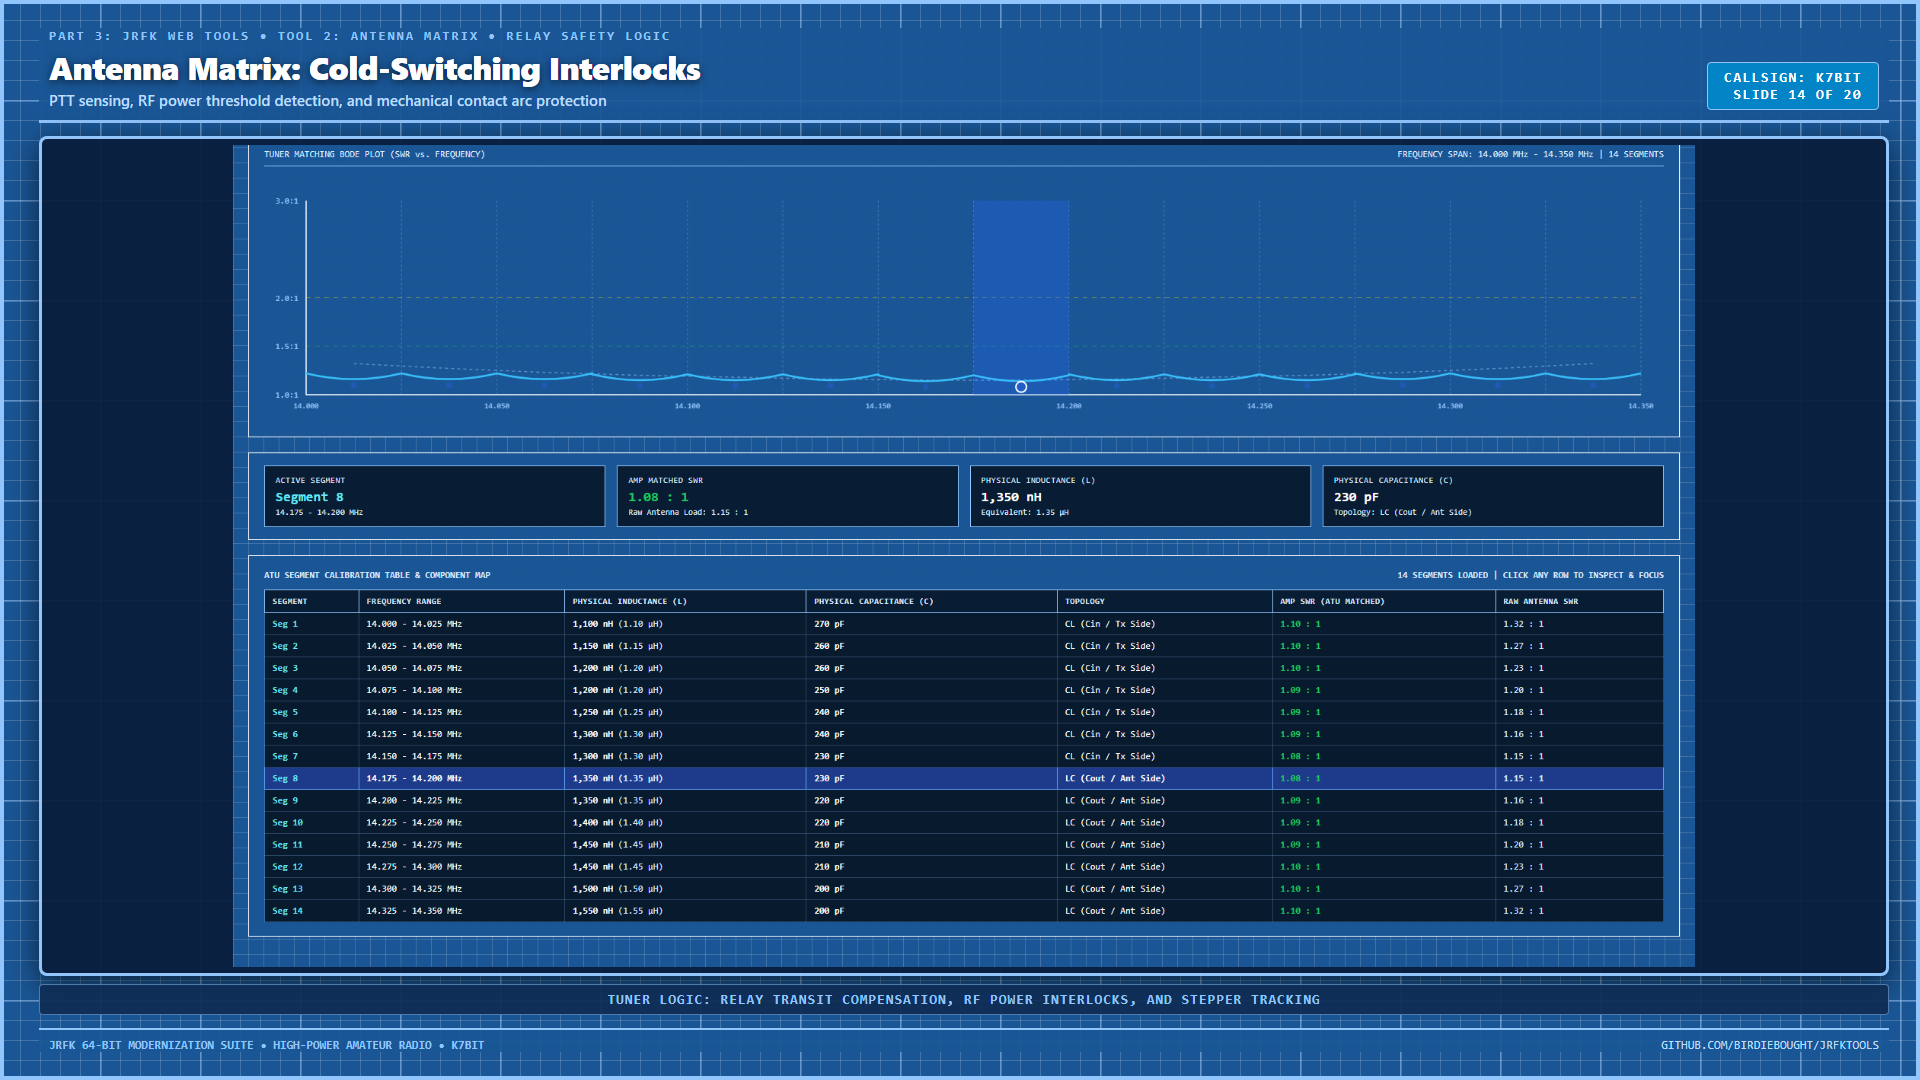 PART 3: JRFK WEB TOOLS • TOOL 2: ANTENNA MATRIX • RELAY SAFETY LOGIC
Antenna Matrix: Cold-Switching Interlocks
PTT sensing, RF power threshold detection, and mechanical contact arc protection
CALLSIGN: K7BIT
SLIDE 14 OF 20
TUNER MATCHING BODE PLOT (SWR vs. FREQUENCY)
FREQUENCY SPAN: 14.000 MHz - 14.350 MHz | 14 SEGMENTS
3.0:1
2.0:1
1.5:1
1.0:1
14.000 14.050 14.100 14.150 14.200 14.250 14.300 14.350
ACTIVE SEGMENT
Segment 8
14.175 - 14.200 MHz
AMP MATCHED SWR
1.08 : 1
Raw Antenna Load: 1.15 : 1
PHYSICAL INDUCTANCE (L)
1,350 nH
Equivalent: 1.35 µH
PHYSICAL CAPACITANCE (C)
230 pF
Topology: LC (Cout / Ant Side)
ATU SEGMENT CALIBRATION TABLE & COMPONENT MAP
14 SEGMENTS LOADED | CLICK ANY ROW TO INSPECT & FOCUS
SEGMENT FREQUENCY RANGE PHYSICAL INDUCTANCE (L) PHYSICAL CAPACITANCE (C) TOPOLOGY AMP SWR (ATU MATCHED) RAW ANTENNA SWR
Seg 1 14.000 - 14.025 MHz 1,100 nH (1.10 µH) 270 pF CL (Cin / Tx Side) 1.10 : 1 1.32 : 1
Seg 2 14.025 - 14.050 MHz 1,150 nH (1.15 µH) 260 pF CL (Cin / Tx Side) 1.10 : 1 1.27 : 1
Seg 3 14.050 - 14.075 MHz 1,200 nH (1.20 µH) 260 pF CL (Cin / Tx Side) 1.10 : 1 1.23 : 1
Seg 4 14.075 - 14.100 MHz 1,200 nH (1.20 µH) 250 pF CL (Cin / Tx Side) 1.09 : 1 1.20 : 1
Seg 5 14.100 - 14.125 MHz 1,250 nH (1.25 µH) 240 pF CL (Cin / Tx Side) 1.09 : 1 1.18 : 1
Seg 6 14.125 - 14.150 MHz 1,300 nH (1.30 µH) 240 pF CL (Cin / Tx Side) 1.09 : 1 1.16 : 1
Seg 7 14.150 - 14.175 MHz 1,300 nH (1.30 µH) 230 pF CL (Cin / Tx Side) 1.08 : 1 1.15 : 1
Seg 8 14.175 - 14.200 MHz 1,350 nH (1.35 µH) 230 pF LC (Cout / Ant Side) 1.08 : 1 1.15 : 1
Seg 9 14.200 - 14.225 MHz 1,350 nH (1.35 µH) 220 pF LC (Cout / Ant Side) 1.09 : 1 1.16 : 1
Seg 10 14.225 - 14.250 MHz 1,400 nH (1.40 µH) 220 pF LC (Cout / Ant Side) 1.09 : 1 1.18 : 1
Seg 11 14.250 - 14.275 MHz 1,450 nH (1.45 µH) 210 pF LC (Cout / Ant Side) 1.09 : 1 1.20 : 1
Seg 12 14.275 - 14.300 MHz 1,450 nH (1.45 µH) 210 pF LC (Cout / Ant Side) 1.10 : 1 1.23 : 1
Seg 13 14.300 - 14.325 MHz 1,500 nH (1.50 µH) 200 pF LC (Cout / Ant Side) 1.10 : 1 1.27 : 1
Seg 14 14.325 - 14.350 MHz 1,550 nH (1.55 µH) 200 pF LC (Cout / Ant Side) 1.10 : 1 1.32 : 1
TUNER LOGIC: RELAY TRANSIT COMPENSATION, RF POWER INTERLOCKS, AND STEPPER TRACKING
JRFK 64-BIT MODERNIZATION SUITE • HIGH-POWER AMATEUR RADIO • K7BIT
GITHUB.COM/BIRDIEBOUGHT/JRFKTOOLS